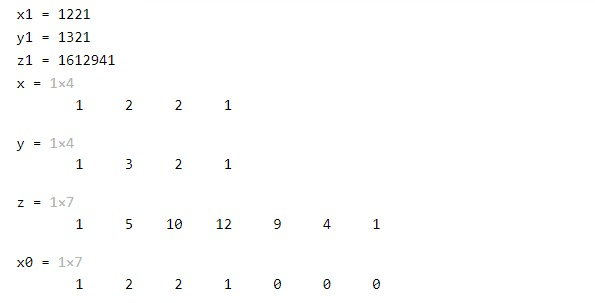 x1 = 1221
y1 = 1321
z1 = 1612941
x = 1×4
1 2 2 1
y = 1×4
1 3 2 1
z = 1×7
1 5 10 12 9 4 1
x0 = 1×7
1 2 2 1 0 0 0